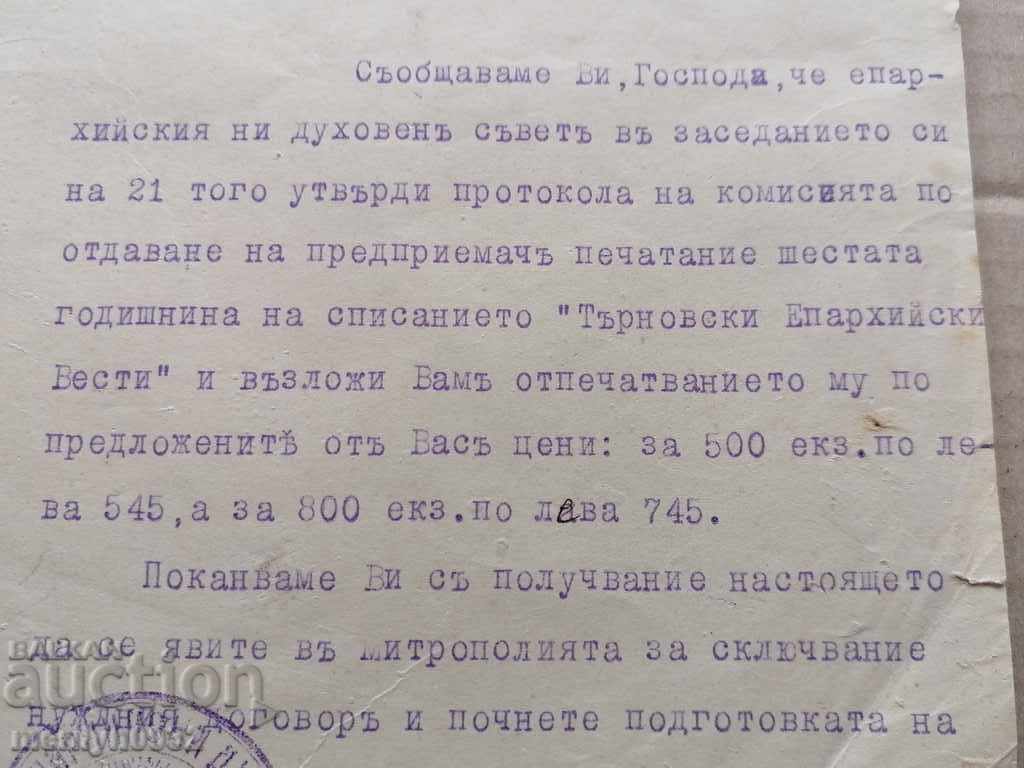 Съобщаваме Ви, Господа, че епар-
хийския ни духовенъ съветъ въ заседанието си
на 21 того утвърди протокола на комисията по
отдаване на предприемачъ печатание шестата
годишнина на списанието "Търновски Епархийски
Вести" и възложи Вамъ отпечатванието му по
предложенитѣ отъ Васъ цени: за 500 екз.по ле-
ва 545,а за 800 екз.по лева 745.
Поканваме Ви съ получвание настоящето
да се явите въ митрополията за сключвание
нуждния договоръ и почнете подготовката на
auction